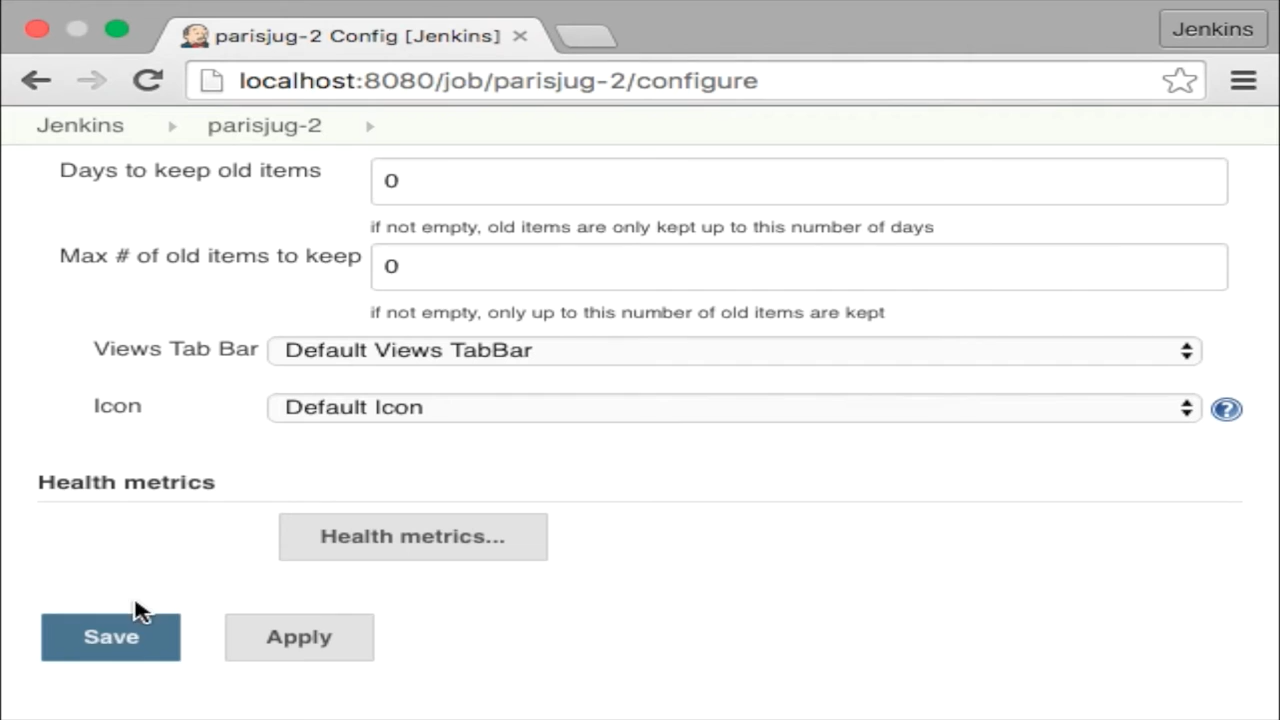 parisjug-2 Config [Jenkins]
Jenkins
localhost:8080/job/parisjug-2/configure
Jenkins parisjug-2
Days to keep old items
0
if not empty, old items are only kept up to this number of days
Max # of old items to keep
0
if not empty, only up to this number of old items are kept
Views Tab Bar
Default Views TabBar
Icon
Default Icon
?
Health metrics
Health metrics...
Save
Apply